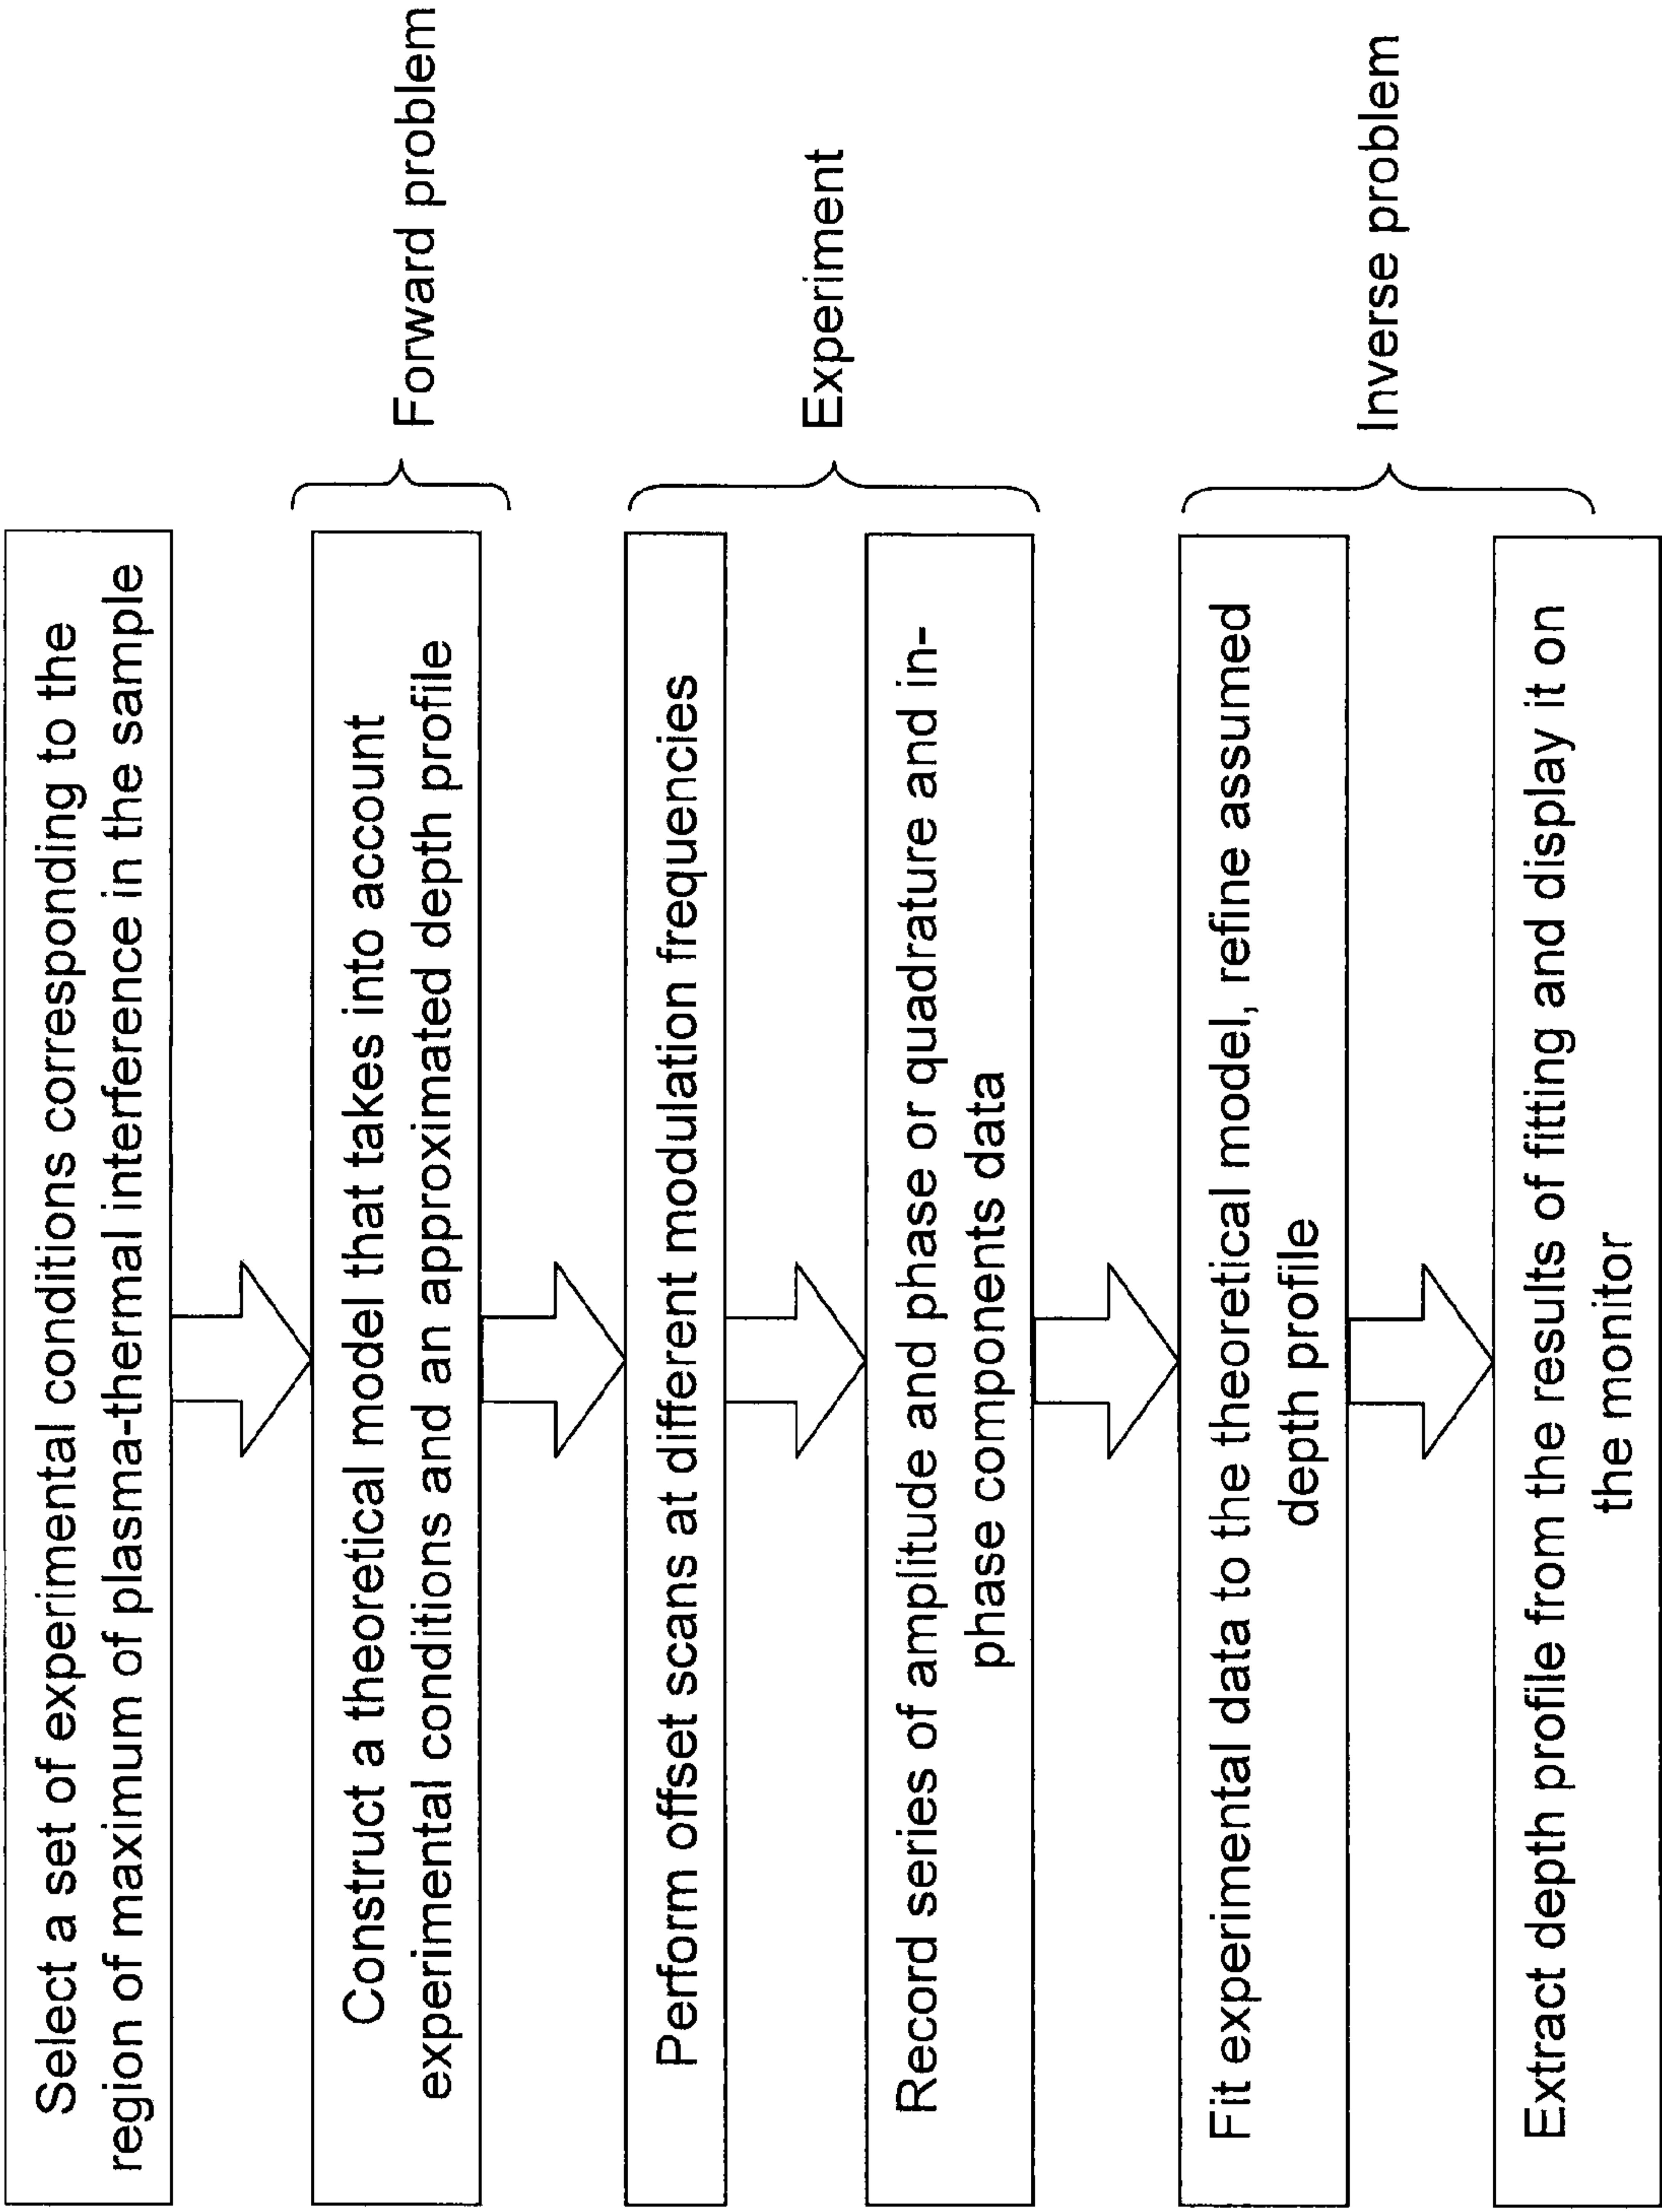 Select a set of experimental conditions corresponding to the
region of maximum of plasma-thermal interference in the sample
Construct a theoretical model that takes into account
experimental conditions and an approximated depth profile
Forward problem
Perform offset scans at different modulation frequencies
Record series of amplitude and phase or quadrature and in-
phase components data
Experiment
Fit experimental data to the theoretical model, refine assumed
depth profile
Extract depth profile from the results of fitting and display it on
the monitor
Inverse problem